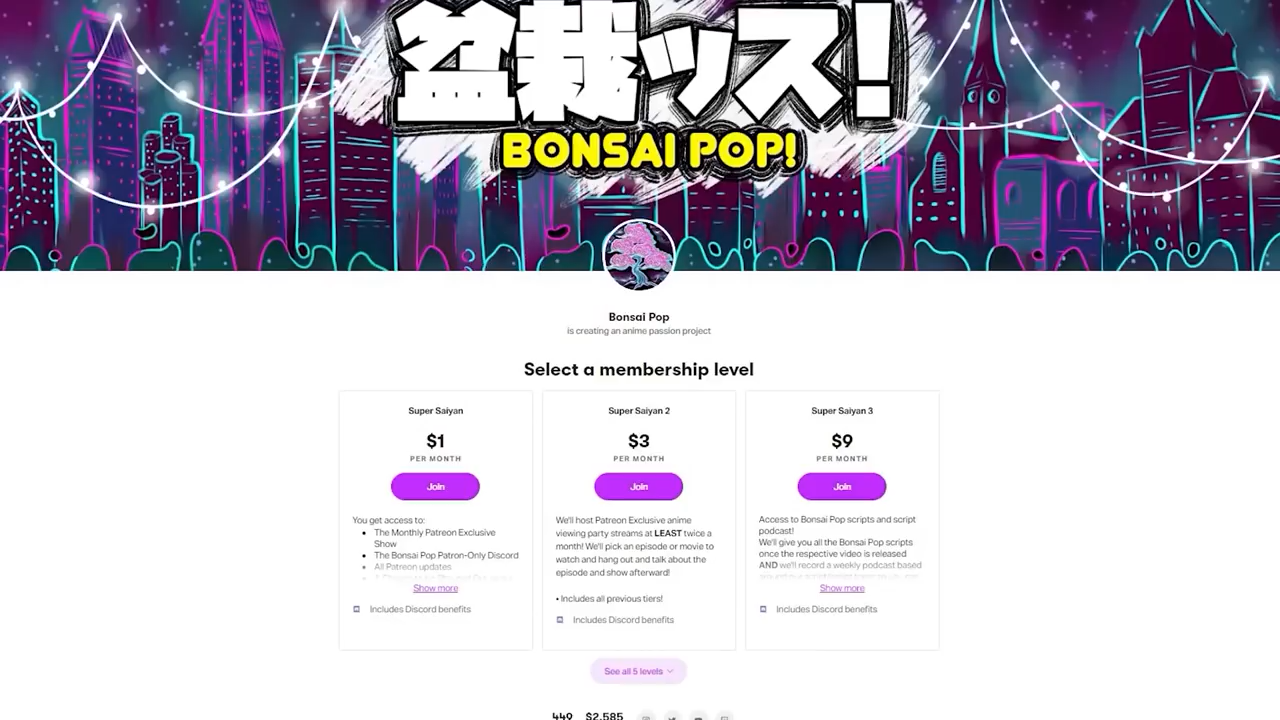 盆栽ッス!
BONSAI POP!
Bonsai Pop
is creating an anime passion project
Select a membership level
Super Saiyan
$1
PER MONTH
Join
You get access to:
• The Monthly Patreon Exclusive
Show
• The Bonsai Pop Patron-Only Discord
• All Patreon updates
Show more
Includes Discord benefits
Super Saiyan 2
$3
PER MONTH
Join
We'll host Patreon Exclusive anime
viewing party streams at LEAST twice a
month! We'll pick an episode or movie to
watch and hang out and talk about the
episode and show afterward!
• Includes all previous tiers!
Includes Discord benefits
Super Saiyan 3
$9
PER MONTH
Join
Access to Bonsai Pop scripts and script
podcast!
We'll give you all the Bonsai Pop scripts
once the respective video is released
AND we'll record a weekly podcast based
Show more
Includes Discord benefits
See all 5 levels
449 $2,585